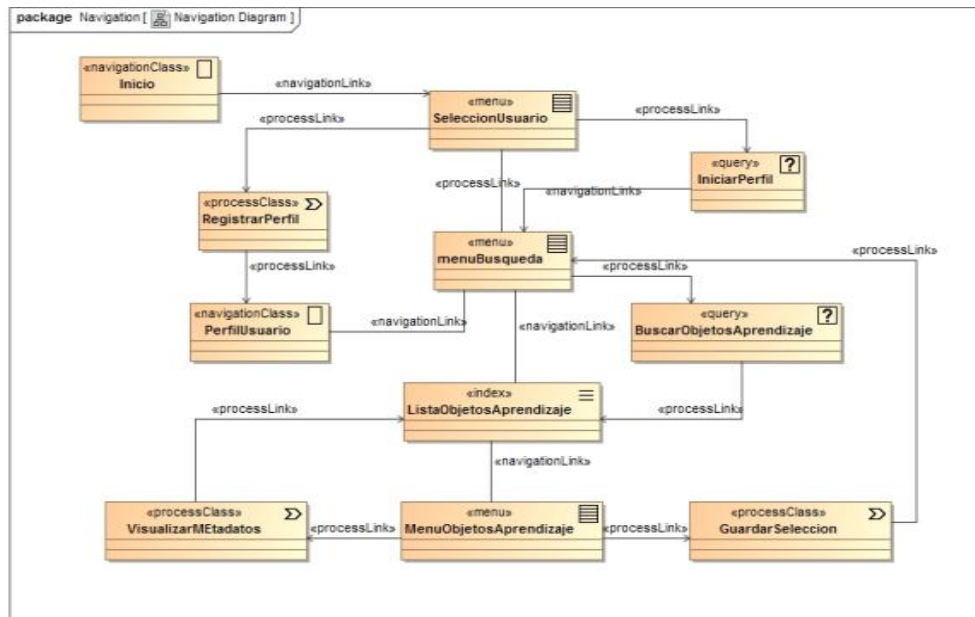 package Navigation [ Navigation Diagram ]
«navigationClass»
Inicio
«navigationLink»
«menu»
SeleccionUsuario
«processLink»
«processLink»
«query» ?
IniciarPerfil
«processLink»
«navigationLink»
«processClass»
RegistrarPerfil
«menu»
menuBusqueda
«processLink»
«processLink»
«processLink»
«navigationClass»
PerfilUsuario
«navigationLink»
«navigationLink»
«query» ?
BuscarObjetosAprendizaje
«index»
ListaObjetosAprendizaje
«processLink»
«processLink»
«navigationLink»
«processClass»
VisualizarMEtadatos
«processLink»
«menu»
MenuObjetosAprendizaje
«processLink»
«processClass»
GuardarSeleccion